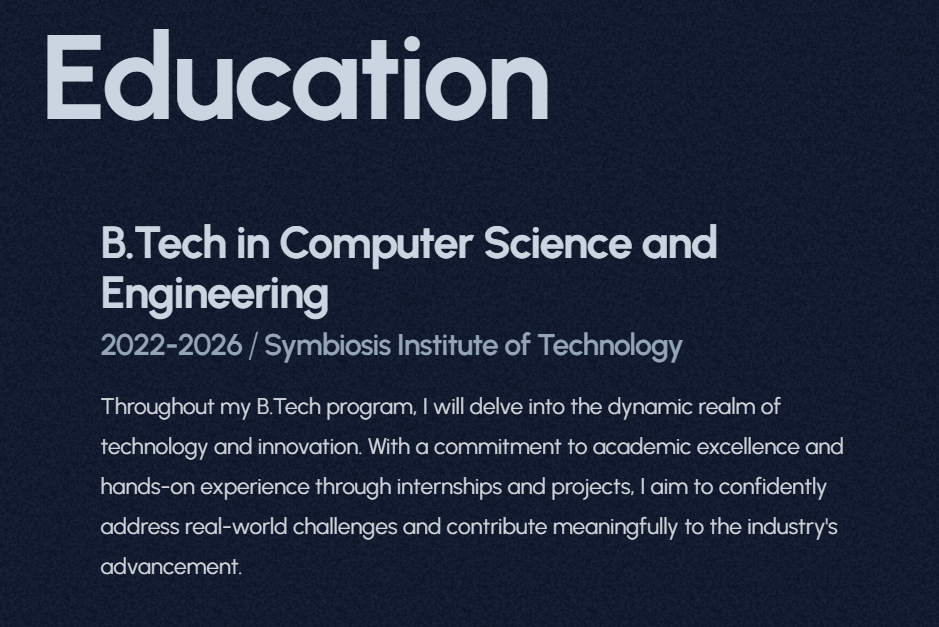 Education
B.Tech in Computer Science and
Engineering
2022-2026 / Symbiosis Institute of Technology
Throughout my B.Tech program, I will delve into the dynamic realm of
technology and innovation. With a commitment to academic excellence and
hands-on experience through internships and projects, I aim to confidently
address real-world challenges and contribute meaningfully to the industry's
advancement.